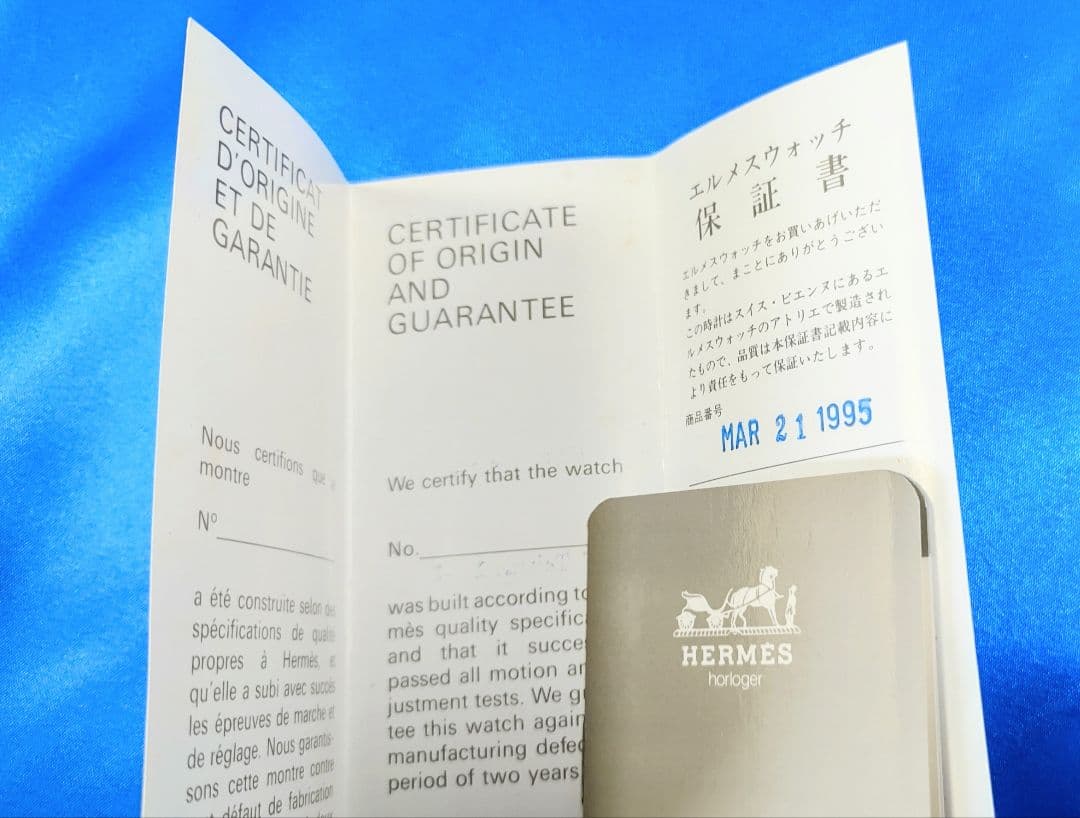 CERTIFICAT
D'ORIGINE
ET DE
GARANTIE
Nous certifions que
montre
Nº
a été construite selon des
spécifications de qualité
propres à Hermès, et
qu'elle a subi avec succès
les épreuves de marche et
de réglage. Nous garantis-
sons cette montre contre
défaut de fabrication
CERTIFICATE
OF ORIGIN
AND
GUARANTEE
We certify that the watch
No.
was built according to
mès quality specific
and that it succe
passed all motion an
justment tests. We gu
tee this watch again
manufacturing defec
period of two years
エルメスウォッチ
保証書
エルメスウォッチをお買いあげいただ
きまして、まことにありがとうござい
ます。
この時計はスイス・ビエンヌにあるエ
ルメスウォッチのアトリエで製造され
たもので、品質は本保証書記載内容に
より責任をもって保証いたします。
商品番号
MAR 21 1995
HERMÈS
horloger